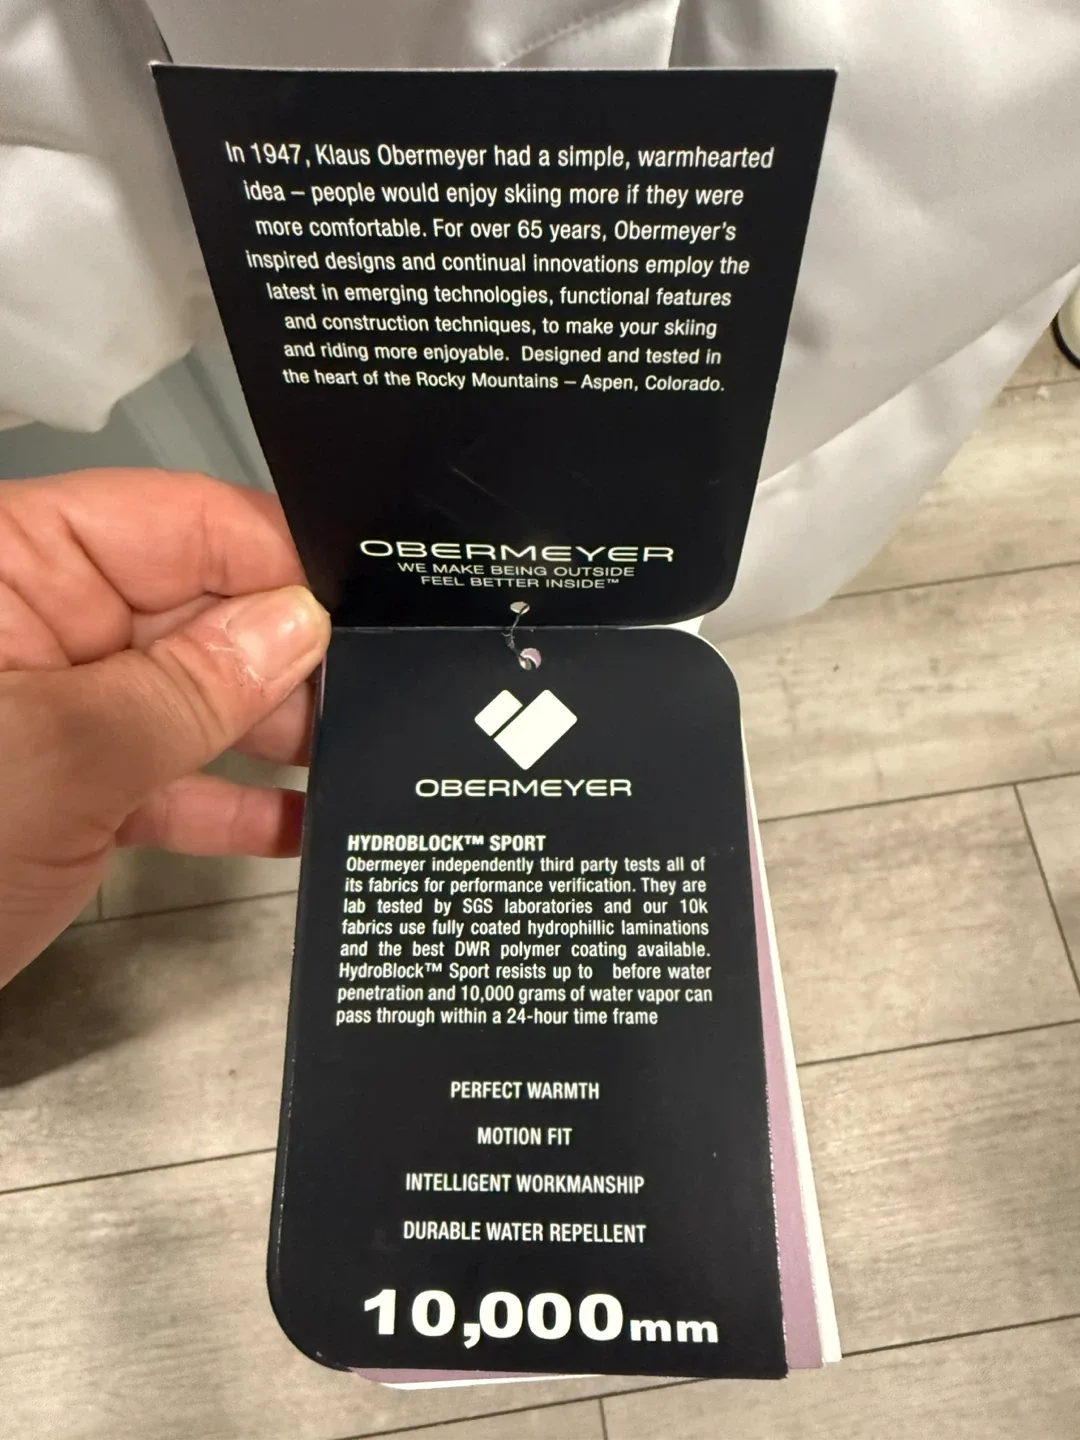 In 1947, Klaus Obermeyer had a simple, warmhearted
idea – people would enjoy skiing more if they were
more comfortable. For over 65 years, Obermeyer's
inspired designs and continual innovations employ the
latest in emerging technologies, functional features
and construction techniques, to make your skiing
and riding more enjoyable. Designed and tested in
the heart of the Rocky Mountains – Aspen, Colorado.
OBERMEYER
WE MAKE BEING OUTSIDE
FEEL BETTER INSIDE™
OBERMEYER
HYDROBLOCK™ SPORT
Obermeyer independently third party tests all of
its fabrics for performance verification. They are
lab tested by SGS laboratories and our 10k
fabrics use fully coated hydrophillic laminations
and the best DWR polymer coating available.
HydroBlock™ Sport resists up to before water
penetration and 10,000 grams of water vapor can
pass through within a 24-hour time frame
PERFECT WARMTH
MOTION FIT
INTELLIGENT WORKMANSHIP
DURABLE WATER REPELLENT
10,000mm